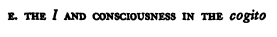 E. THE I AND CONSCIOUSNESS IN THE cogito